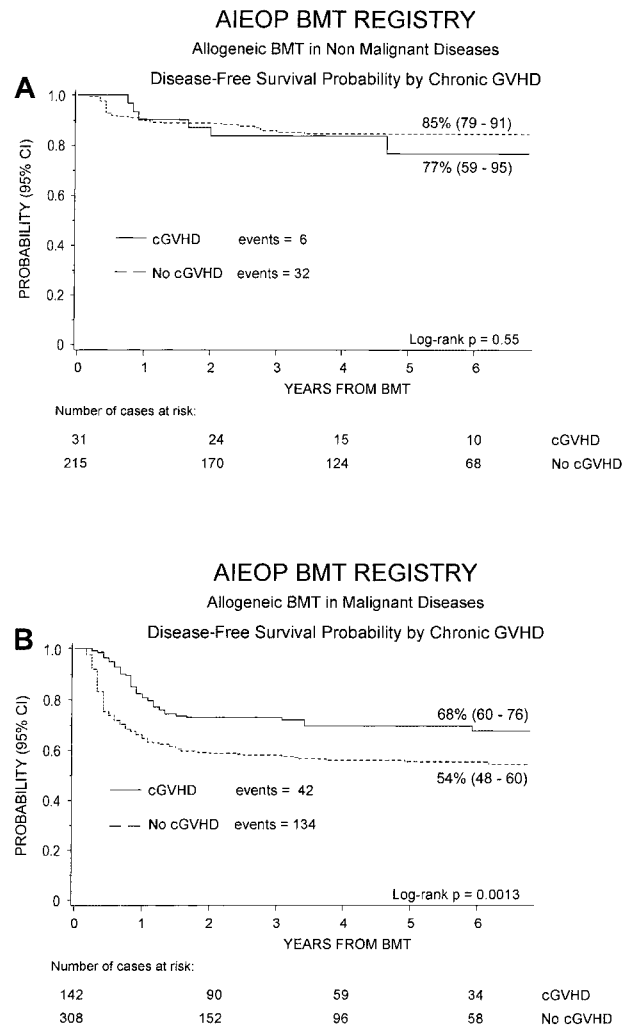 AIEOP BMT REGISTRY
Allogeneic BMT in Non Malignant Diseases
A Disease-Free Survival Probability by Chronic GVHD
PROBABILITY (95% CI)
1.0
0.8
0.6
0.4
0.2
0
85% (79 - 91)
77% (59 - 95)
cGVHD events = 6
No cGVHD events = 32
Log-rank p = 0.55
0 1 2 3 4 5 6
YEARS FROM BMT
Number of cases at risk:
31 24 15 10 cGVHD
215 170 124 68 No cGVHD
AIEOP BMT REGISTRY
Allogeneic BMT in Malignant Diseases
B Disease-Free Survival Probability by Chronic GVHD
PROBABILITY (95% CI)
1.0
0.8
0.6
0.4
0.2
0
68% (60 - 76)
54% (48 - 60)
cGVHD events = 42
No cGVHD events = 134
Log-rank p = 0.0013
0 1 2 3 4 5 6
YEARS FROM BMT
Number of cases at risk:
142 90 59 34 cGVHD
308 152 96 58 No cGVHD